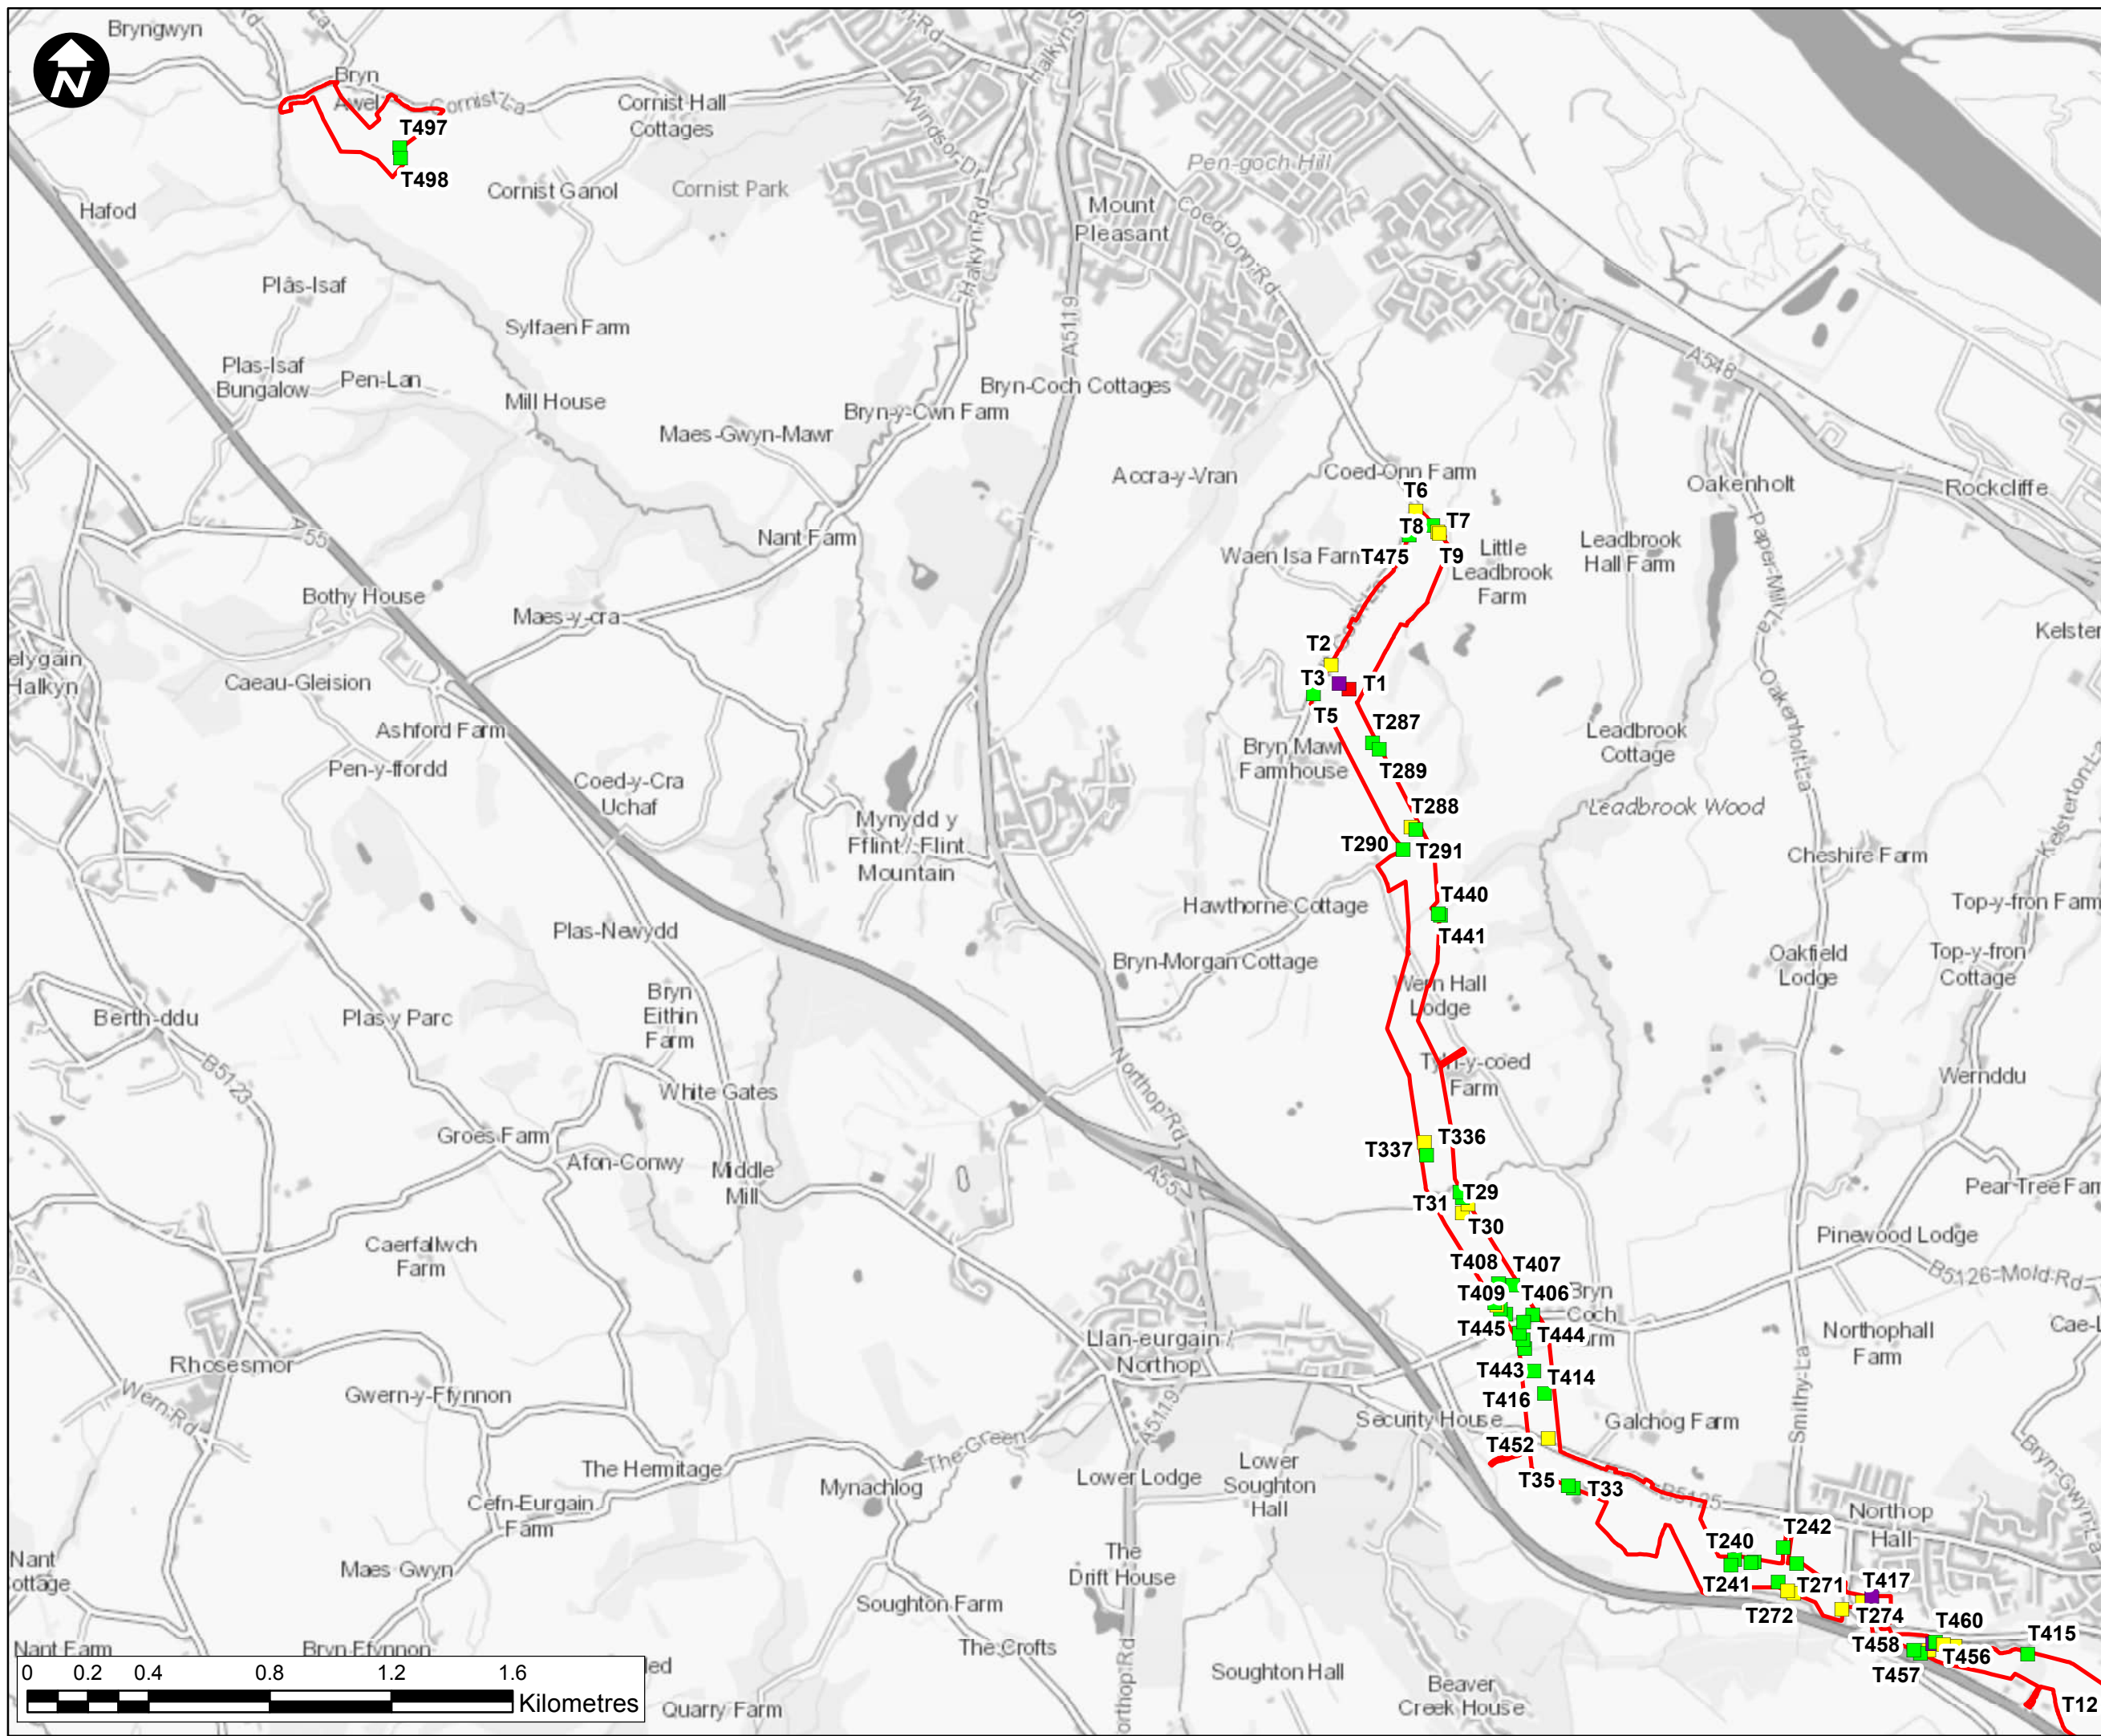 Bryngwyn
Bryn
Awel
Cornist La
Cornist Hall
Cottages
Windsor Dr
Halkyn Rd
T497
T498
Cornist Ganol
Cornist Park
Pen-goch Hill
Hafod
Mount
Pleasant
Coed-Onn-Rd
Halkyn Rd
Plâs-Isaf
Sylfaen Farm
A5119
A548
Plas-Isaf
Bungalow
Pen-Lan
Mill House
Bryn-Coch Cottages
Bryn-y-Cwn Farm
Maes-Gwyn-Mawr
Accra-y-Vran
Coed-Onn Farm
Oakenholt
Rockcliffe
T6
T7
T8
T9
T475
Waen Isa Farm
Little
Leadbrook
Farm
Leadbrook
Hall Farm
Paper-Mill La
A55
Nant Farm
Bothy House
Maes-y-cra
Kelster
elygain
Halkyn
Caeau-Gleision
T2
T3
T1
T5
Oakenholt-La
Ashford Farm
T287
Leadbrook
Cottage
Bryn Mawr
Farmhouse
T289
Pen-y-ffordd
Coed-y-Cra
Uchaf
Kelsterton-La
T288
Leadbrook Wood
Mynydd y
Fflint / Flint
Mountain
T290
T291
Cheshire Farm
T440
Hawthorne Cottage
Top-y-fron Farm
Plas-Newydd
T441
Bryn-Morgan Cottage
Oakfield
Lodge
Top-y-fron
Cottage
Wern Hall
Lodge
Bryn
Eithin
Farm
Berth-ddu
Plas y Parc
B5123
Northop Rd
Farm
Wernddu
White Gates
Groes Farm
T336
T337
Afon-Conwy
Middle
Mill
A55
Pear Tree Farm
T29
T31
T30
Pinewood Lodge
Caerfallwch
Farm
T408
T407
B5126-Mold-Rd
T409
T406
Bryn
Coch
T445
T444
Llan-eurgain /
Northop
Northophall
Farm
Cae-L
Rhosesmor
T443
T414
Wern Rd
Gwern-y-Ffynnon
T416
A5119
Smithy-La
Security House
Galchog Farm
The Green
T452
The Hermitage
Lower Lodge
Lower
Soughton
Hall
Mynachlog
T35
T33
B5125
Bryn-Gwyn-La
Cefn-Eurgain
Farm
Northop
Hall
T242
T240
Nant
ottage
Maes Gwyn
The
Drift House
T241
T271
T417
Soughton Farm
T272
T274
T460
Nant Farm
Bryn Ffynnon
The Crofts
T458
T456
T415
Northop Rd
Soughton Hall
T457
Beaver
Creek House
T12
Quarry Farm
0 0.2 0.4 0.8 1.2 1.6
Kilometres
N